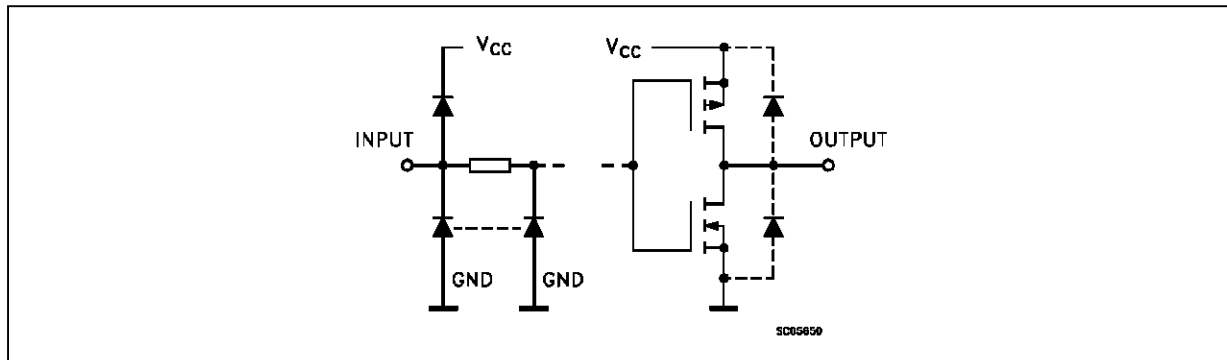 VCC
VCC
INPUT
OUTPUT
GND
GND
SC05650